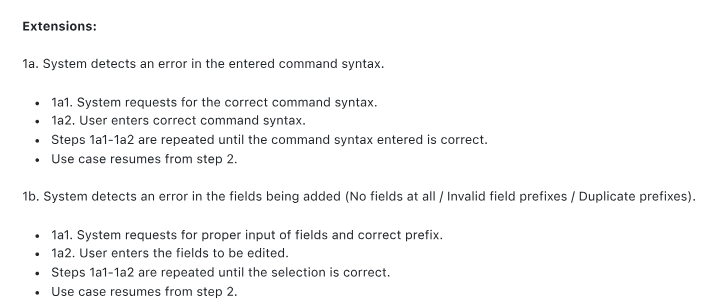 Extensions:
1a. System detects an error in the entered command syntax.
• 1a1. System requests for the correct command syntax.
• 1a2. User enters correct command syntax.
• Steps 1a1-1a2 are repeated until the command syntax entered is correct.
• Use case resumes from step 2.
1b. System detects an error in the fields being added (No fields at all / Invalid field prefixes / Duplicate prefixes).
• 1a1. System requests for proper input of fields and correct prefix.
• 1a2. User enters the fields to be edited.
• Steps 1a1-1a2 are repeated until the selection is correct.
• Use case resumes from step 2.